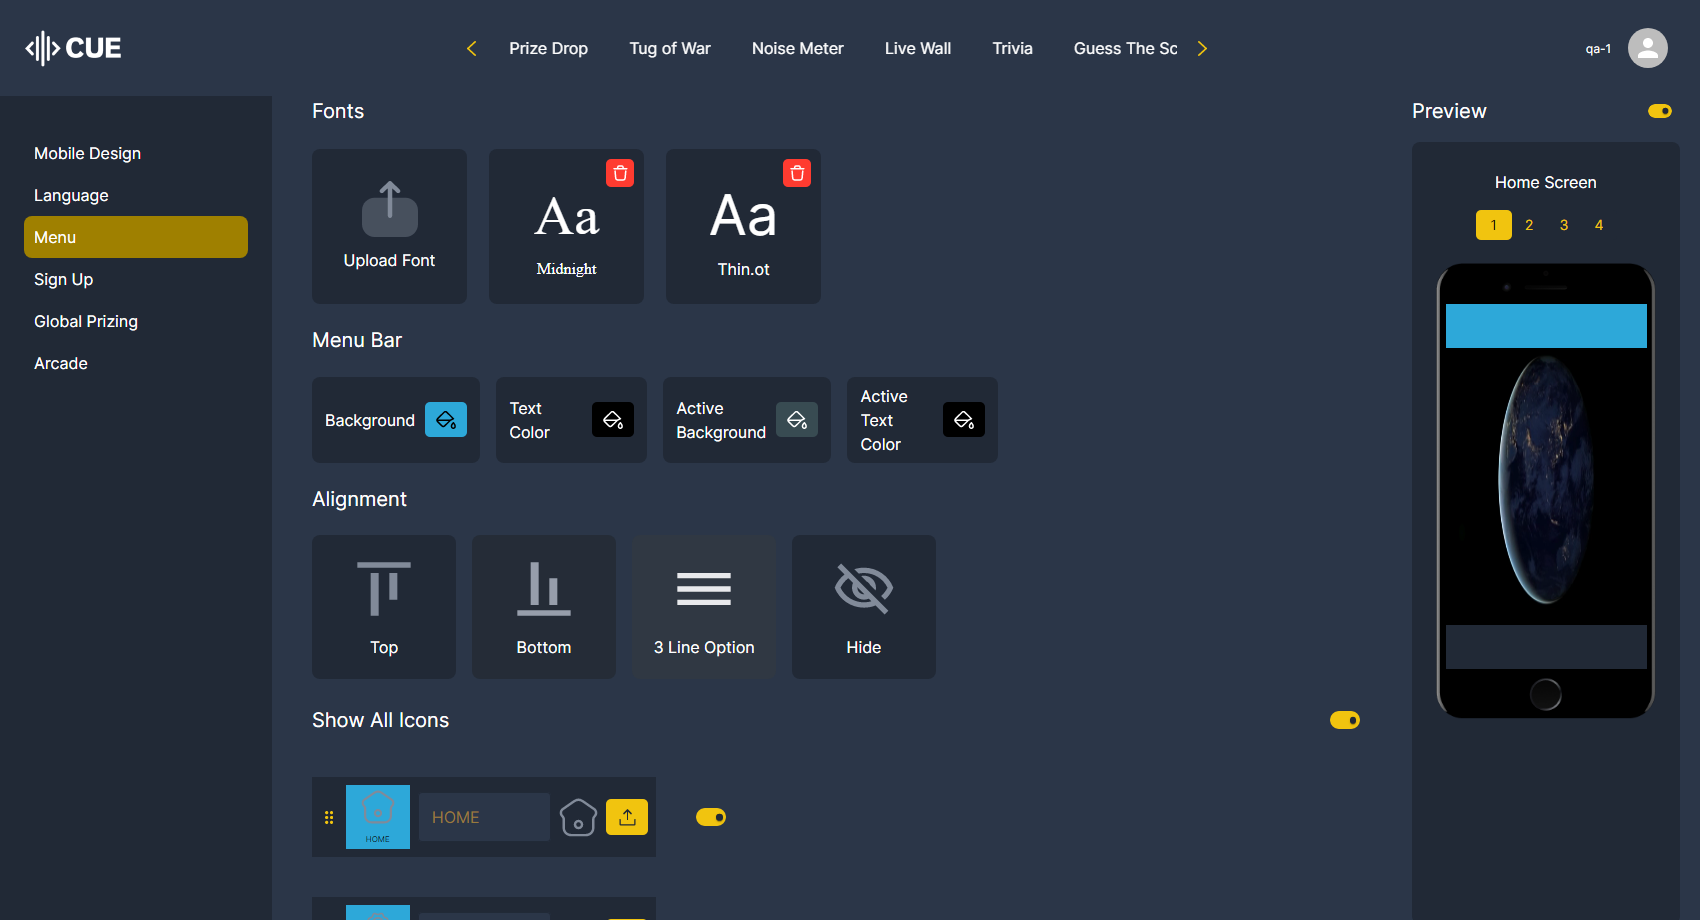 CUE
Prize Drop
Tug of War
Noise Meter
Live Wall
Trivia
Guess The Sc
qa-1
Mobile Design
Language
Menu
Sign Up
Global Prizing
Arcade
Fonts
Upload Font
Aa
Midnight
Aa
Thin.ot
Menu Bar
Background
Text
Color
Active
Background
Active
Text
Color
Alignment
Top
Bottom
3 Line Option
Hide
Show All Icons
HOME
HOME
Preview
Home Screen
1 2 3 4